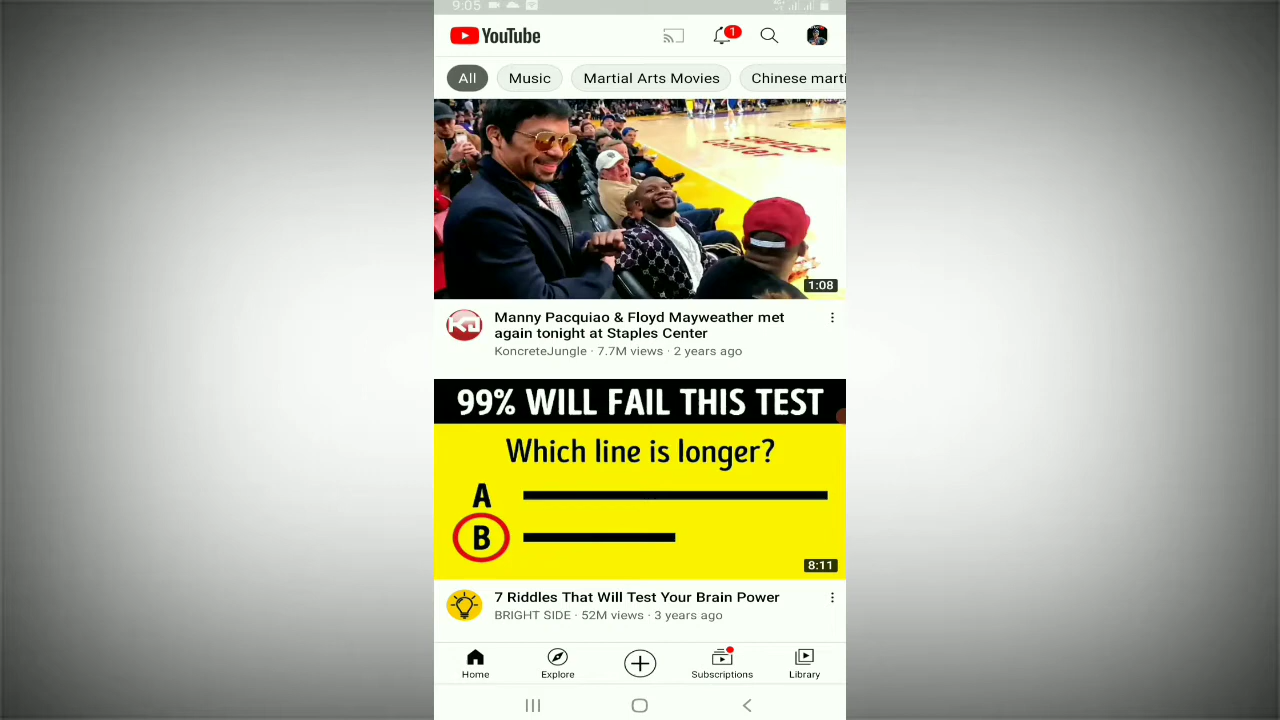 9:05
YouTube
1
All Music Martial Arts Movies Chinese marti
Center
1:08
KJ
Manny Pacquiao & Floyd Mayweather met
again tonight at Staples Center
KoncreteJungle · 7.7M views · 2 years ago
99% WILL FAIL THIS TEST
Which line is longer?
A
B
8:11
7 Riddles That Will Test Your Brain Power
BRIGHT SIDE · 52M views · 3 years ago
Home Explore Subscriptions Library